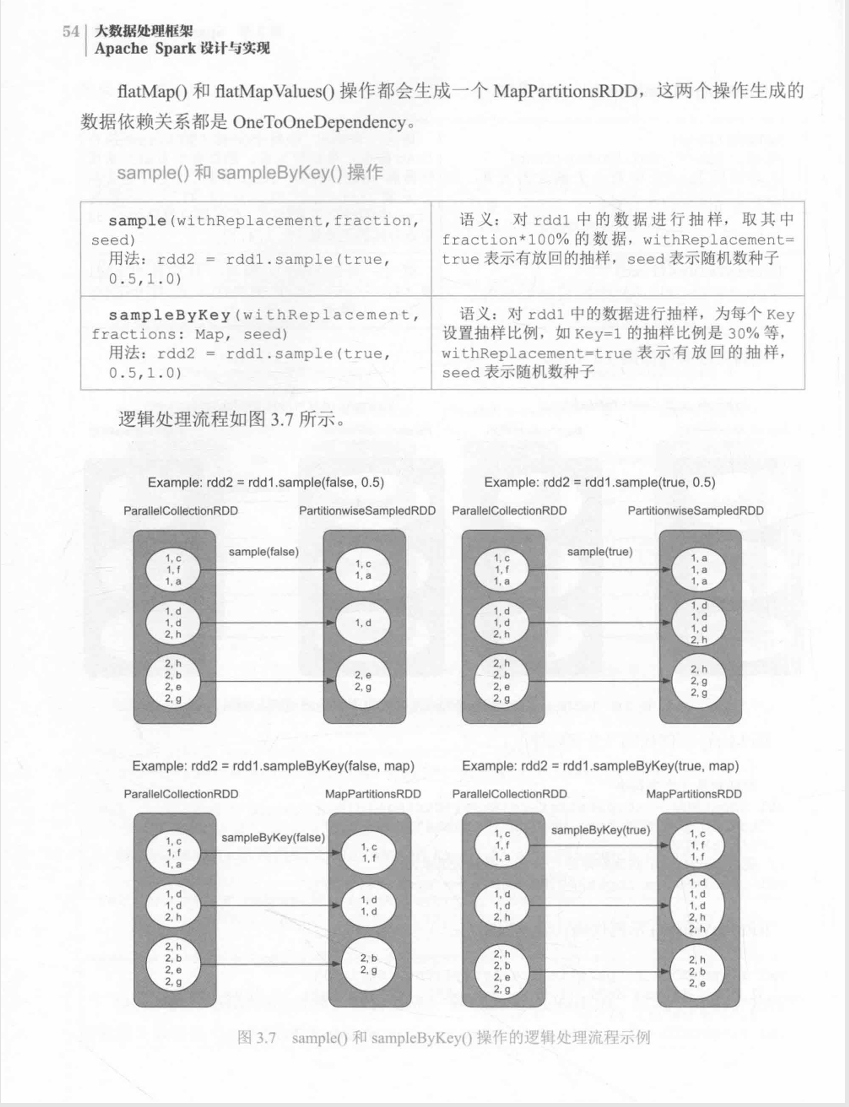 54
大数据处理框架
Apache Spark 设计与实现
flatMap() 和 flatMapValues() 操作都会生成一个 MapPartitionsRDD，这两个操作生成的
数据依赖关系都是 OneToOneDependency。
sample() 和 sampleByKey() 操作
sample(withReplacement,fraction,
seed)
用法：rdd2 = rdd1.sample(true,
0.5,1.0)
语义：对 rdd1 中的数据进行抽样，取其中
fraction*100% 的数据，withReplacement=
true 表示有放回的抽样，seed 表示随机数种子
sampleByKey(withReplacement,
fractions: Map, seed)
用法：rdd2 = rdd1.sample(true,
0.5,1.0)
语义：对 rdd1 中的数据进行抽样，为每个 Key
设置抽样比例，如 Key=1 的抽样比例是 30% 等，
withReplacement=true 表示有放回的抽样，
seed 表示随机数种子
逻辑处理流程如图 3.7 所示。
Example: rdd2 = rdd1.sample(false, 0.5)
ParallelCollectionRDD
PartitionwiseSampledRDD
sample(false)
1, c
1, f
1, a
1, c
1, a
1, d
1, d
2, h
1, d
2, h
2, b
2, e
2, g
2, e
2, g
Example: rdd2 = rdd1.sample(true, 0.5)
ParallelCollectionRDD
PartitionwiseSampledRDD
sample(true)
1, c
1, f
1, a
1, a
1, a
1, a
1, d
1, d
2, h
1, d
1, d
1, d
2, h
2, h
2, b
2, e
2, g
2, h
2, g
2, g
Example: rdd2 = rdd1.sampleByKey(false, map)
ParallelCollectionRDD
MapPartitionsRDD
sampleByKey(false)
1, c
1, f
1, a
1, c
1, f
1, d
1, d
2, h
1, d
1, d
2, h
2, b
2, e
2, g
2, b
2, g
Example: rdd2 = rdd1.sampleByKey(true, map)
ParallelCollectionRDD
MapPartitionsRDD
sampleByKey(true)
1, c
1, f
1, a
1, c
1, f
1, f
1, d
1, d
2, h
1, d
1, d
1, d
2, h
2, h
2, h
2, b
2, e
2, g
2, h
2, b
2, e
图 3.7 sample() 和 sampleByKey() 操作的逻辑处理流程示例